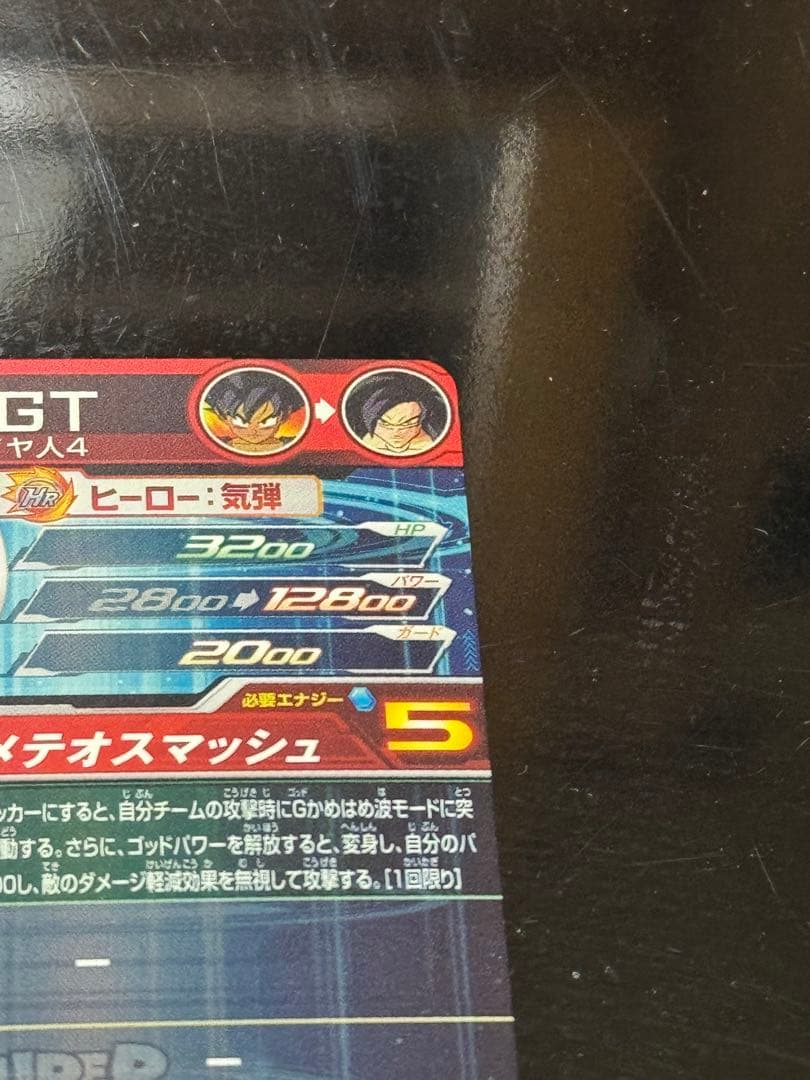 GT
ヤ人4
HR ヒーロー:気弾
HP
3200
パワー
2800 12800
ガード
2000
必要エナジー 5
メテオスマッシュ
ッカーにすると、自分チームの攻撃時にGかめはめ波モードに突
動する。さらに、ゴッドパワーを解放すると、変身し、自分のパ
00し、敵のダメージ軽減効果を無視して攻撃する。[1回限り]
-
-